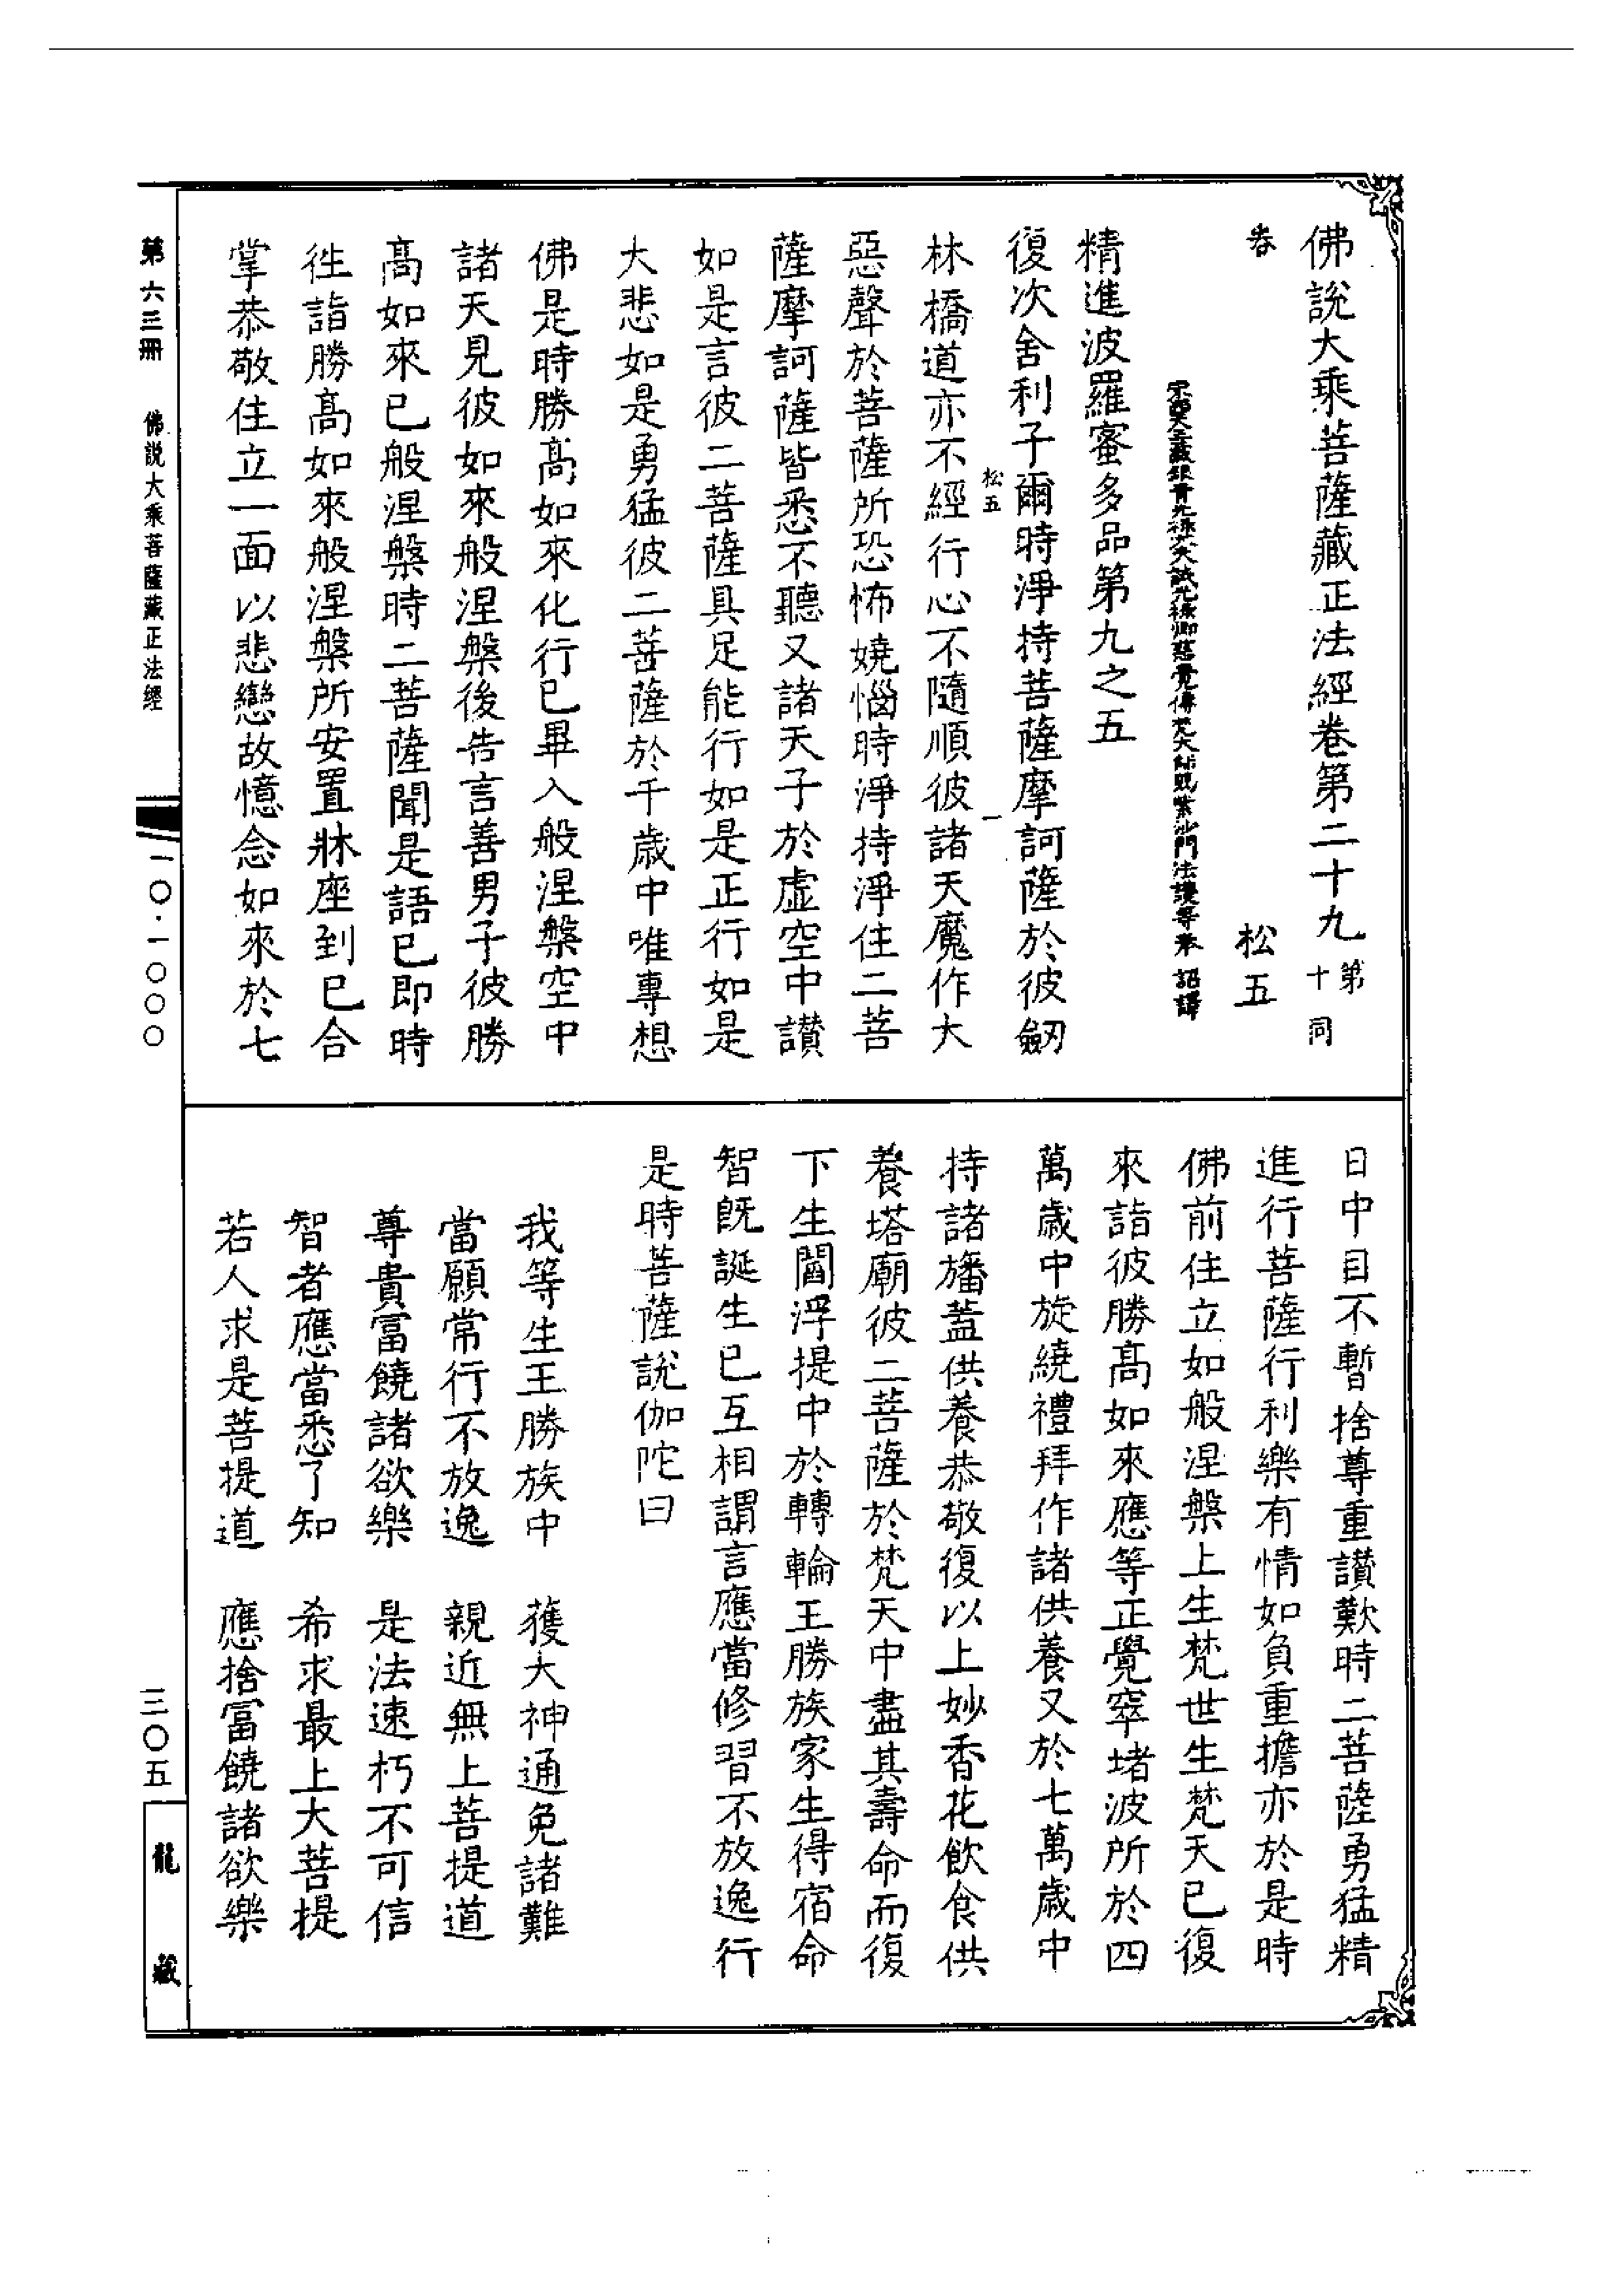 佛說大乘菩薩藏正法經卷第二十九 第十同
卷 松五
精進波羅蜜多品第九之五
復次舍利子爾時淨持菩薩摩訶薩於彼劒
松五 一
林橋道亦不經行心不隨順彼諸天魔作大
惡聲於菩薩所恐怖嬈惱時淨持淨住二菩
薩摩訶薩皆悉不聽又諸天子於虛空中讃
如是言彼二菩薩具足能行如是正行如是
大悲如是勇猛彼二菩薩於千歲中唯專想
佛是時勝高如來化行已畢入般涅槃空中
諸天見彼如來般涅槃後告言善男子彼勝
高如來已般涅槃時二菩薩聞是語已即時
徃詣勝高如來般涅槃所安置牀座到已合
掌恭敬住立一面以悲戀故憶念如來於七
日中目不暫捨尊重讃歎時二菩薩勇猛精
進行菩薩行利樂有情如負重擔亦於是時
佛前住立如般涅槃上生梵世生梵天已復
來詣彼勝高如來應等正覺窣堵波所於四
萬歲中旋繞禮拜作諸供養又於七萬歲中
持諸旛蓋供養恭敬復以上妙香花飲食供
養塔廟彼二菩薩於梵天中盡其壽命而復
下生閻浮提中於轉輪王勝族家生得宿命
智旣誕生已互相謂言應當修習不放逸行
是時菩薩說伽陀曰
我等生王勝族中 獲大神通免諸難
當願常行不放逸 親近無上菩提道
尊貴富饒諸欲樂 是法速朽不可信
智者應當悉了知 希求最上大菩提
若人求是菩提道 應捨富饒諸欲樂
第六三冊 佛說大乘菩薩藏正法經
一〇·一〇〇〇
三〇五
龍藏